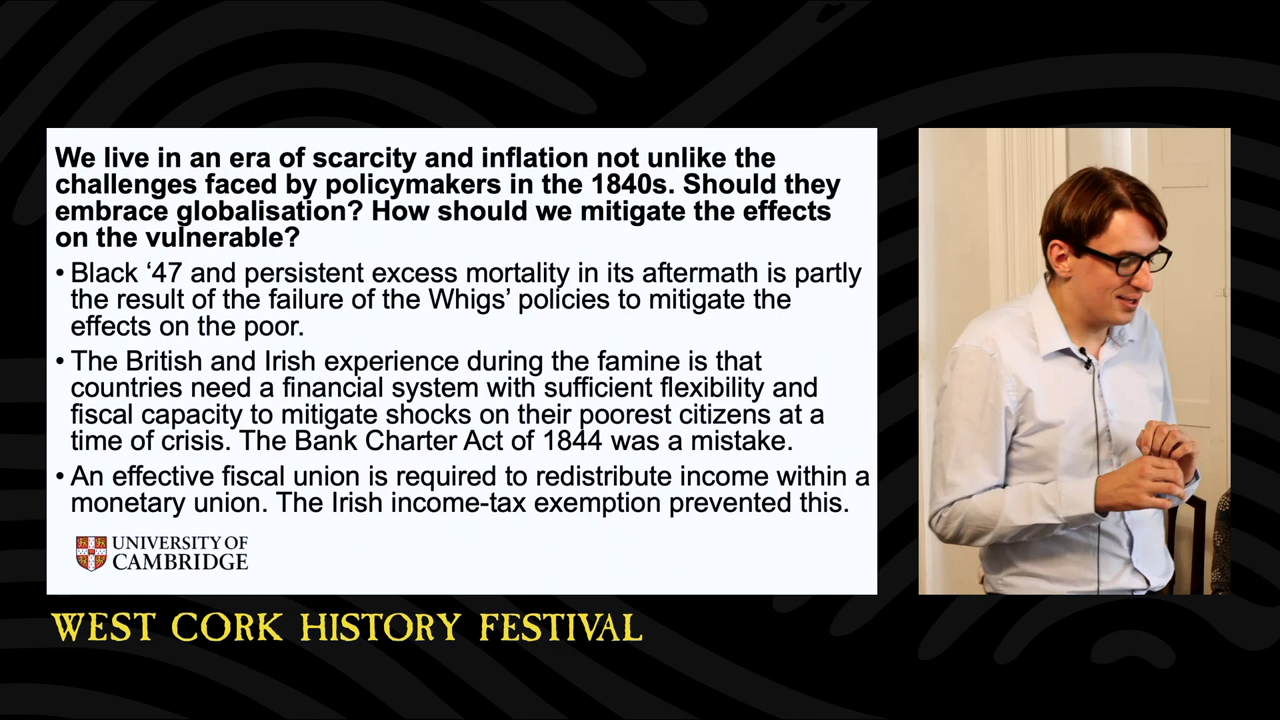 We live in an era of scarcity and inflation not unlike the
challenges faced by policymakers in the 1840s. Should they
embrace globalisation? How should we mitigate the effects
on the vulnerable?
• Black ‘47 and persistent excess mortality in its aftermath is partly
the result of the failure of the Whigs’ policies to mitigate the
effects on the poor.
• The British and Irish experience during the famine is that
countries need a financial system with sufficient flexibility and
fiscal capacity to mitigate shocks on their poorest citizens at a
time of crisis. The Bank Charter Act of 1844 was a mistake.
• An effective fiscal union is required to redistribute income within a
monetary union. The Irish income-tax exemption prevented this.
UNIVERSITY OF
CAMBRIDGE
WEST CORK HISTORY FESTIVAL